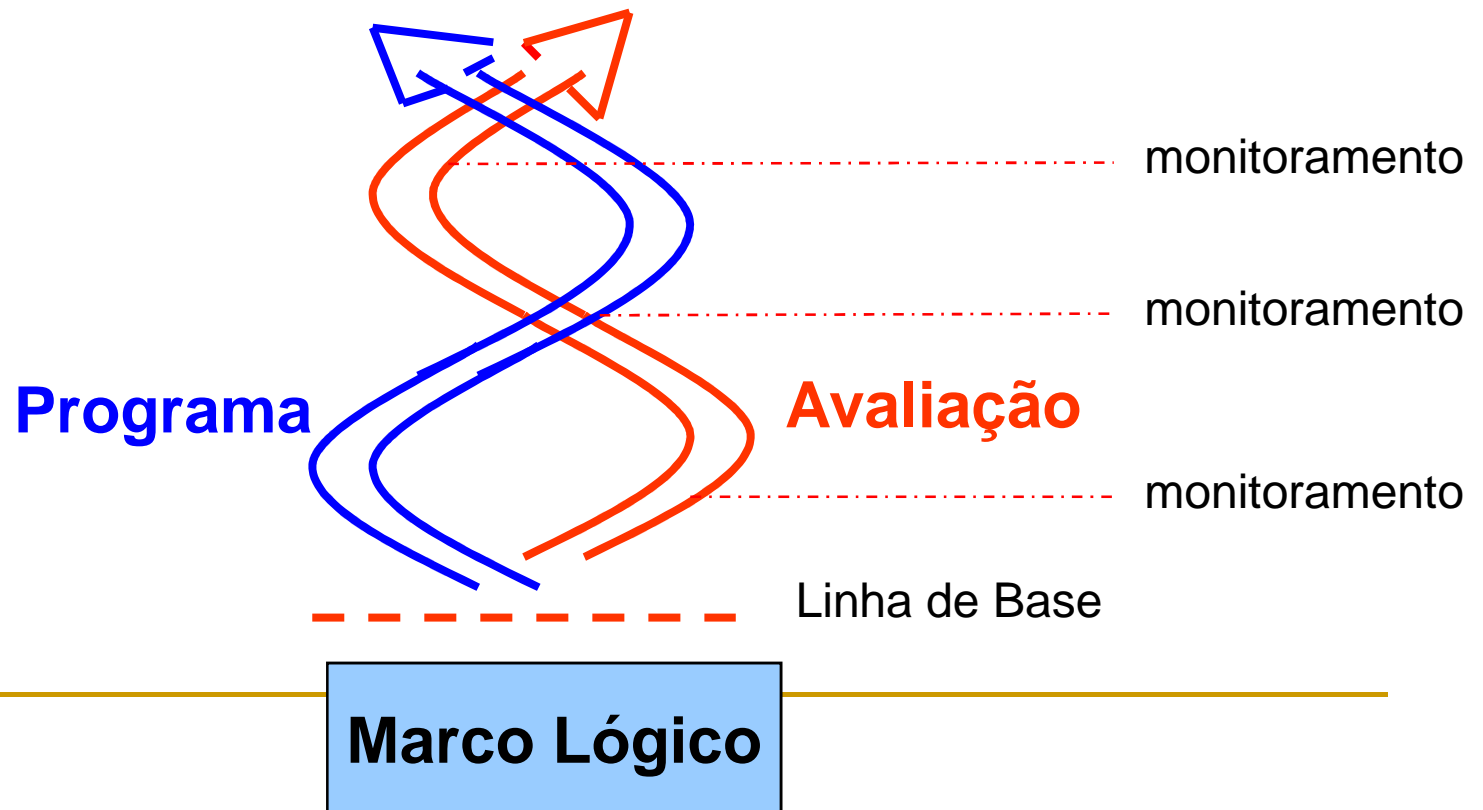 monitoramento
monitoramento
Programa
Avaliação
monitoramento
Linha de Base
Marco Lógico